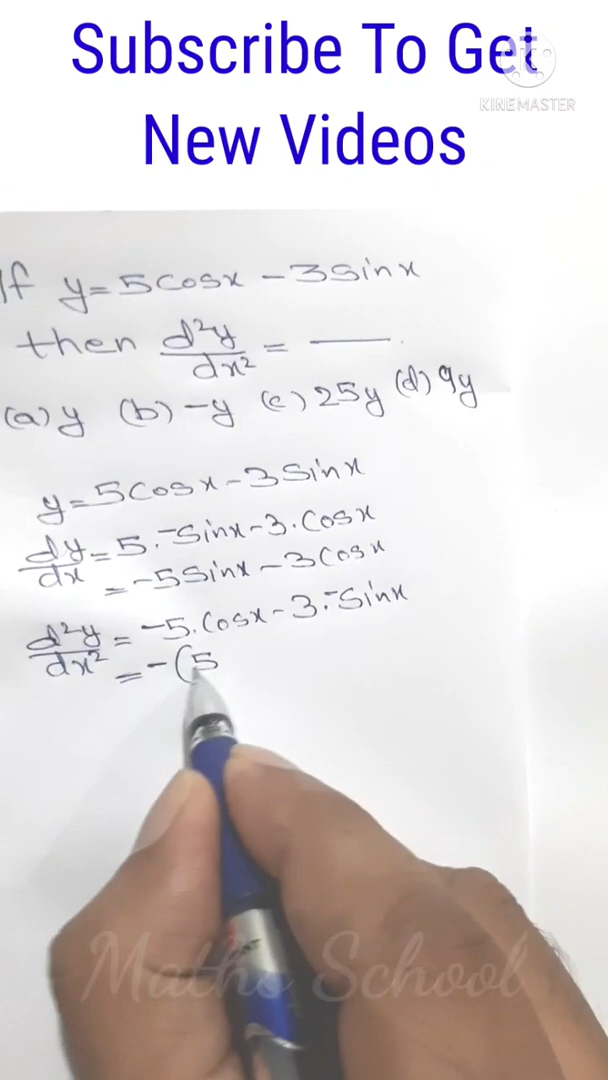 Subscribe To Get
New Videos
KINEMASTER
If y=5cosx -3sinx
then d²y/dx² = ___.
(a) y (b) -y (c) 25y (d) 9y
y=5cosx-3sinx
dy/dx = 5.-sinx-3.cosx
= -5sinx-3cosx
d²y/dx² = -5.cosx-3.-sinx
= -(5
Maths School